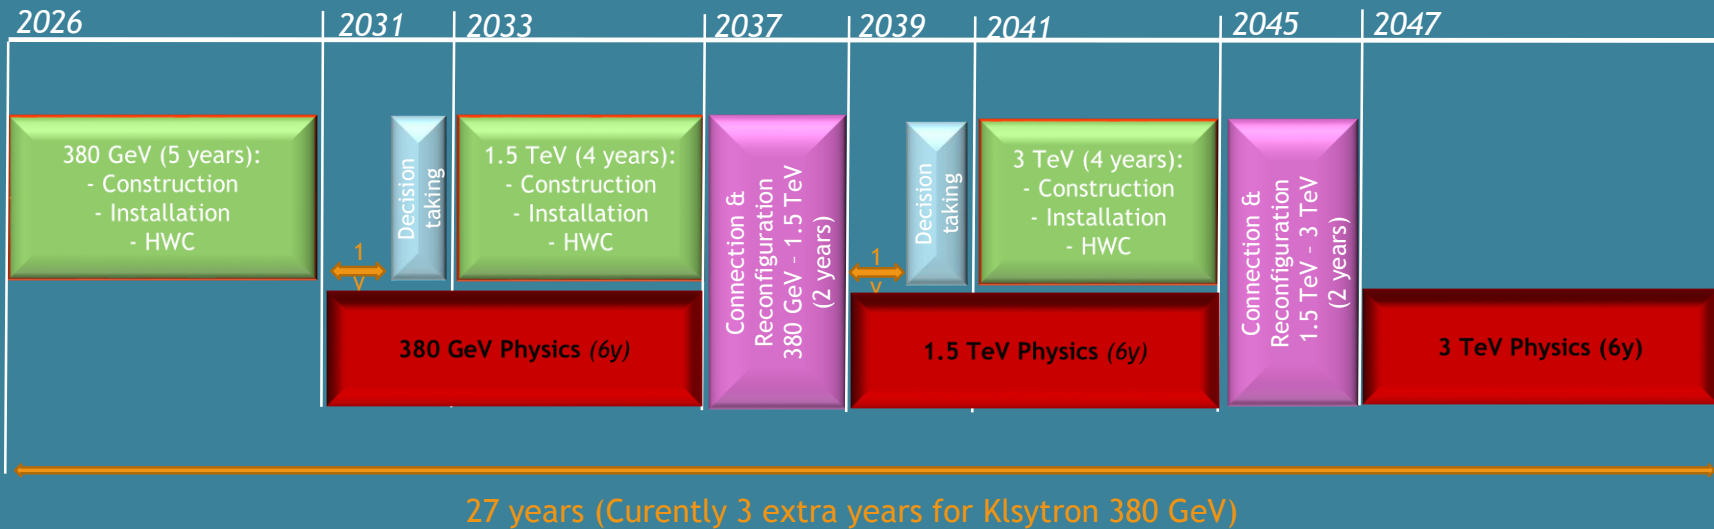 2026
2031
2033
2037
2039
2041
2045
2047
380 GeV (5 years):
- Construction
- Installation
- HWC
1
y
Decision
taking
1.5 TeV (4 years):
- Construction
- Installation
- HWC
380 GeV Physics (6y)
Connection &
Reconfiguration
380 GeV - 1.5 TeV
(2 years)
1
y
Decision
taking
3 TeV (4 years):
- Construction
- Installation
- HWC
1.5 TeV Physics (6y)
Connection &
Reconfiguration
1.5 TeV - 3 TeV
(2 years)
3 TeV Physics (6y)
27 years (Curently 3 extra years for Klsytron 380 GeV)